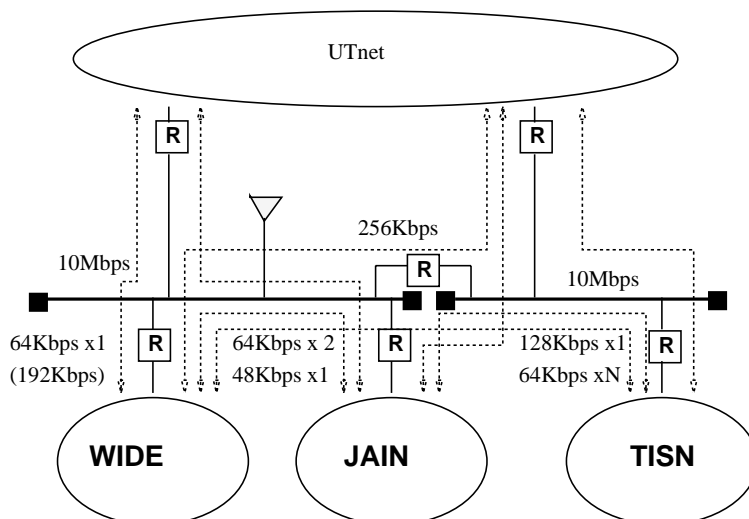 UTnet
R
R
256Kbps
10Mbps
R
10Mbps
64Kbps x1
(192Kbps)
R
64Kbps x 2
48Kbps x1
R
128Kbps x1
64Kbps xN
R
WIDE
JAIN
TISN